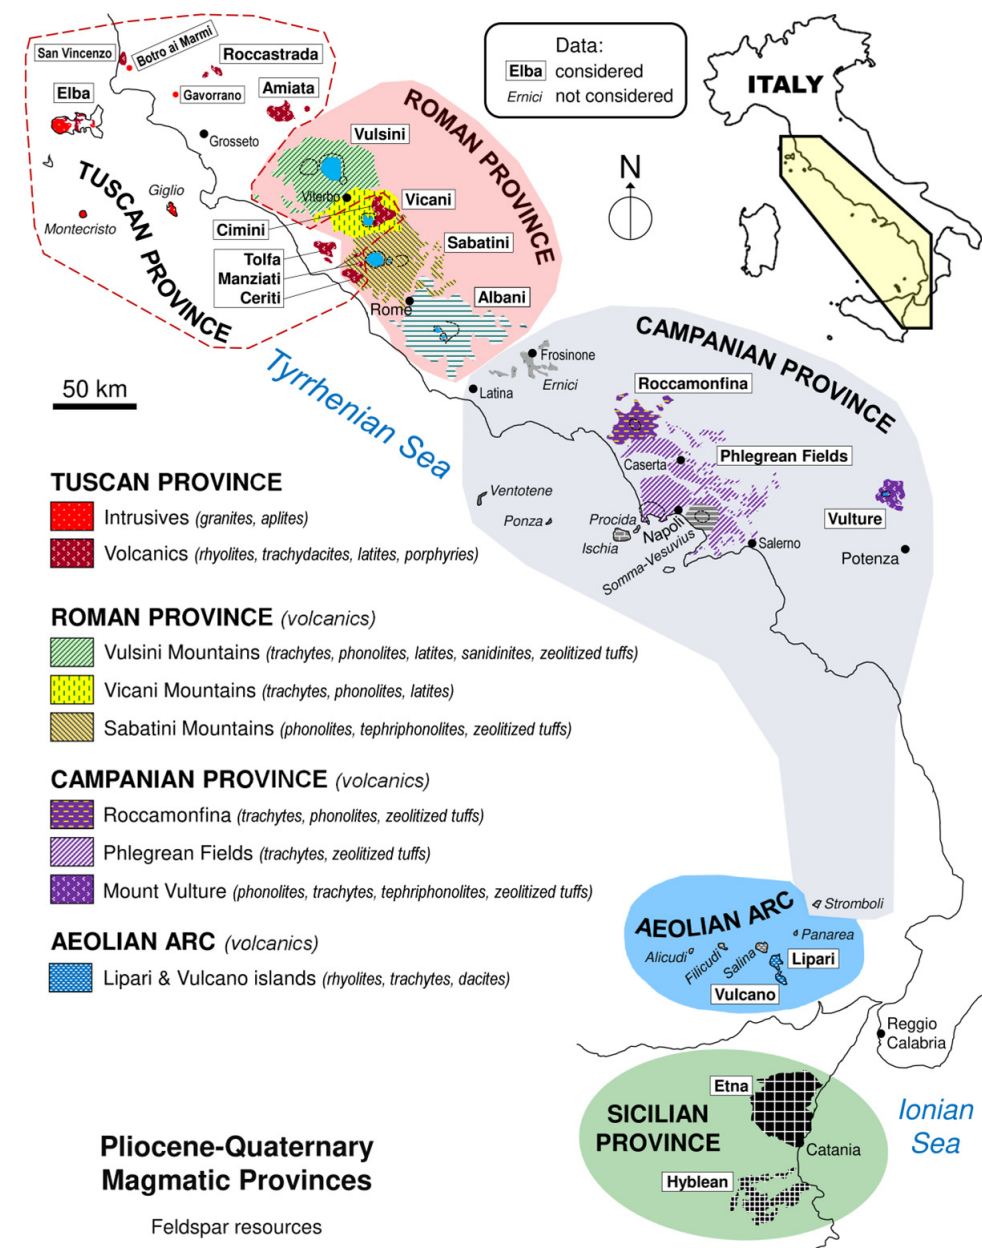 San Vincenzo
Botro ai Marmi
Roccastrada
Elba
Gavorrano
Amiata
Grosseto
TUSCAN PROVINCE
Giglio
Montecristo
Data:
Elba considered
Ernici not considered
ITALY
N
ROMAN PROVINCE
Vulsini
Viterbo
Vicani
Cimini
Sabatini
Tolfa
Manziati
Ceriti
Albani
Rome
50 km
Tyrrhenian Sea
CAMPANIAN PROVINCE
Frosinone
Ernici
Latina
Roccamonfina
Caserta
Phlegrean Fields
Ventotene
Ponza
Procida
Ischia
Napoli
Somma-Vesuvius
Salerno
Vulture
Potenza
TUSCAN PROVINCE
Intrusives (granites, aplites)
Volcanics (rhyolites, trachydacites, latites, porphyries)
ROMAN PROVINCE (volcanics)
Vulsini Mountains (trachytes, phonolites, latites, sanidinites, zeolitized tuffs)
Vicani Mountains (trachytes, phonolites, latites)
Sabatini Mountains (phonolites, tephriphonolites, zeolitized tuffs)
CAMPANIAN PROVINCE (volcanics)
Roccamonfina (trachytes, phonolites, zeolitized tuffs)
Phlegrean Fields (trachytes, zeolitized tuffs)
Mount Vulture (phonolites, trachytes, tephriphonolites, zeolitized tuffs)
AEOLIAN ARC (volcanics)
Lipari & Vulcano islands (rhyolites, trachytes, dacites)
AEOLIAN ARC
Stromboli
Panarea
Alicudi
Filicudi
Salina
Lipari
Vulcano
Reggio
Calabria
Etna
SICILIAN
PROVINCE
Catania
Hyblean
Ionian
Sea
Pliocene-Quaternary
Magmatic Provinces
Feldspar resources